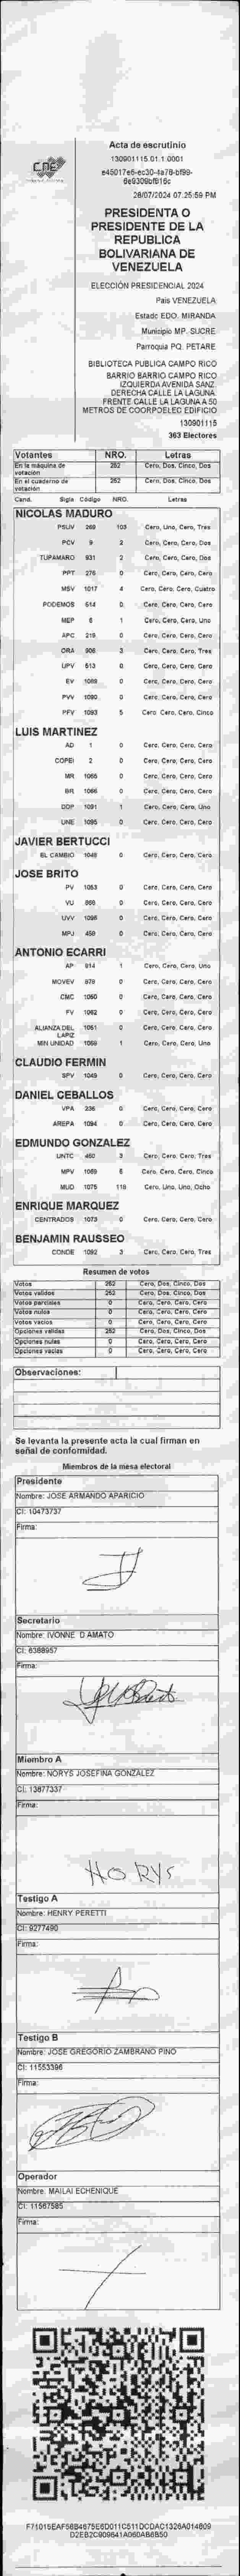 CNE
Acta de escrutinio
130901115.01.1.0001
28/07/2024 07:25:59 PM
PRESIDENTA O
PRESIDENTE DE LA
REPUBLICA
BOLIVARIANA DE
VENEZUELA
ELECCIÓN PRESIDENCIAL 2024
Pais VENEZUELA
Estado EDO. MIRANDA
Municipio MP. SUCRE
Parroquia PQ. PETARE
BIBLIOTECA PUBLICA CAMPO RICO
BARRIO BARRIO CAMPO RICO
IZQUIERDA AVENIDA SANZ.
DERECHA CALLE LA LAGUNA.
FRENTE CALLE LA LAGUNA A 50
METROS DE COORPOELEC EDIFICIO
130901115
363 Electores
Votantes NRO. Letras
En la máquina de votación 252 Cero, Dos, Cinco, Dos
En el cuaderno de votación 252 Cero, Dos, Cinco, Dos
Cand. Sigla Código NRO. Letras
NICOLAS MADURO
PSUV 269 103 Cero, Uno, Cero, Tres
PCV 9 2 Cero, Cero, Cero, Dos
TUPAMARO 931 2 Cero, Cero, Cero, Dos
PPT 276 0 Cero, Cero, Cero, Cero
MSV 1017 4 Cero, Cero, Cero, Cuatro
PODEMOS 514 0 Cero, Cero, Cero, Cero
MEP 6 1 Cero, Cero, Cero, Uno
APC 219 0 Cero, Cero, Cero, Cero
ORA 906 3 Cero, Cero, Cero, Tres
UPV 613 0 Cero, Cero, Cero, Cero
EV 1089 0 Cero, Cero, Cero, Cero
PVV 1090 0 Cero, Cero, Cero, Cero
PFV 1093 5 Cero, Cero, Cero, Cinco
LUIS MARTINEZ
AD 1 0 Cero, Cero, Cero, Cero
COPEI 2 0 Cero, Cero, Cero, Cero
MR 1065 0 Cero, Cero, Cero, Cero
BR 1066 0 Cero, Cero, Cero, Cero
DDP 1091 1 Cero, Cero, Cero, Uno
UNE 1095 0 Cero, Cero, Cero, Cero
JAVIER BERTUCCI
EL CAMBIO 1048 0 Cero, Cero, Cero, Cero
JOSE BRITO
PV 1053 0 Cero, Cero, Cero, Cero
VU 868 0 Cero, Cero, Cero, Cero
UVV 1096 0 Cero, Cero, Cero, Cero
MPJ 459 0 Cero, Cero, Cero, Cero
ANTONIO ECARRI
AP 914 1 Cero, Cero, Cero, Uno
MOVEV 978 0 Cero, Cero, Cero, Cero
CMC 1060 0 Cero, Cero, Cero, Cero
FV 1062 0 Cero, Cero, Cero, Cero
ALIANZA DEL LAPIZ 1051 0 Cero, Cero, Cero, Cero
MIN UNIDAD 1059 1 Cero, Cero, Cero, Uno
CLAUDIO FERMIN
SPV 1049 0 Cero, Cero, Cero, Cero
DANIEL CEBALLOS
VPA 236 0 Cero, Cero, Cero, Cero
AREPA 1094 0 Cero, Cero, Cero, Cero
EDMUNDO GONZALEZ
UNTC 460 3 Cero, Cero, Cero, Tres
MPV 1069 5 Cero, Cero, Cero, Cinco
MUD 1075 118 Cero, Uno, Uno, Ocho
ENRIQUE MARQUEZ
CENTRADOS 1073 0 Cero, Cero, Cero, Cero
BENJAMIN RAUSSEO
CONDE 1092 3 Cero, Cero, Cero, Tres
Resumen de votos
Votos 252 Cero, Dos, Cinco, Dos
Votos validos 252 Cero, Dos, Cinco, Dos
Votos parciales 0 Cero, Cero, Cero, Cero
Votos nulos 0 Cero, Cero, Cero, Cero
Votos vacios 0 Cero, Cero, Cero, Cero
Opciones validas 252 Cero, Dos, Cinco, Dos
Opciones nulas 0 Cero, Cero, Cero, Cero
Opciones vacias 0 Cero, Cero, Cero, Cero
Observaciones:
Se levanta la presente acta la cual firman en
señal de conformidad.
Miembros de la mesa electoral
Presidente
Nombre: JOSE ARMANDO APARICIO
CI: 10473737
Firma:
Secretario
Nombre: IVONNE D AMATO
CI: 6388957
Firma:
Miembro A
Nombre: NORYS JOSEFINA GONZALEZ
CI: 13877337
Firma:
NORYS
Testigo A
Nombre: HENRY PERETTI
CI: 9277490
Firma:
Testigo B
Nombre: JOSE GREGORIO ZAMBRANO PINO
CI: 11553396
Firma:
Operador
Nombre: MAILAI ECHENIQUE
CI: 11567585
Firma: